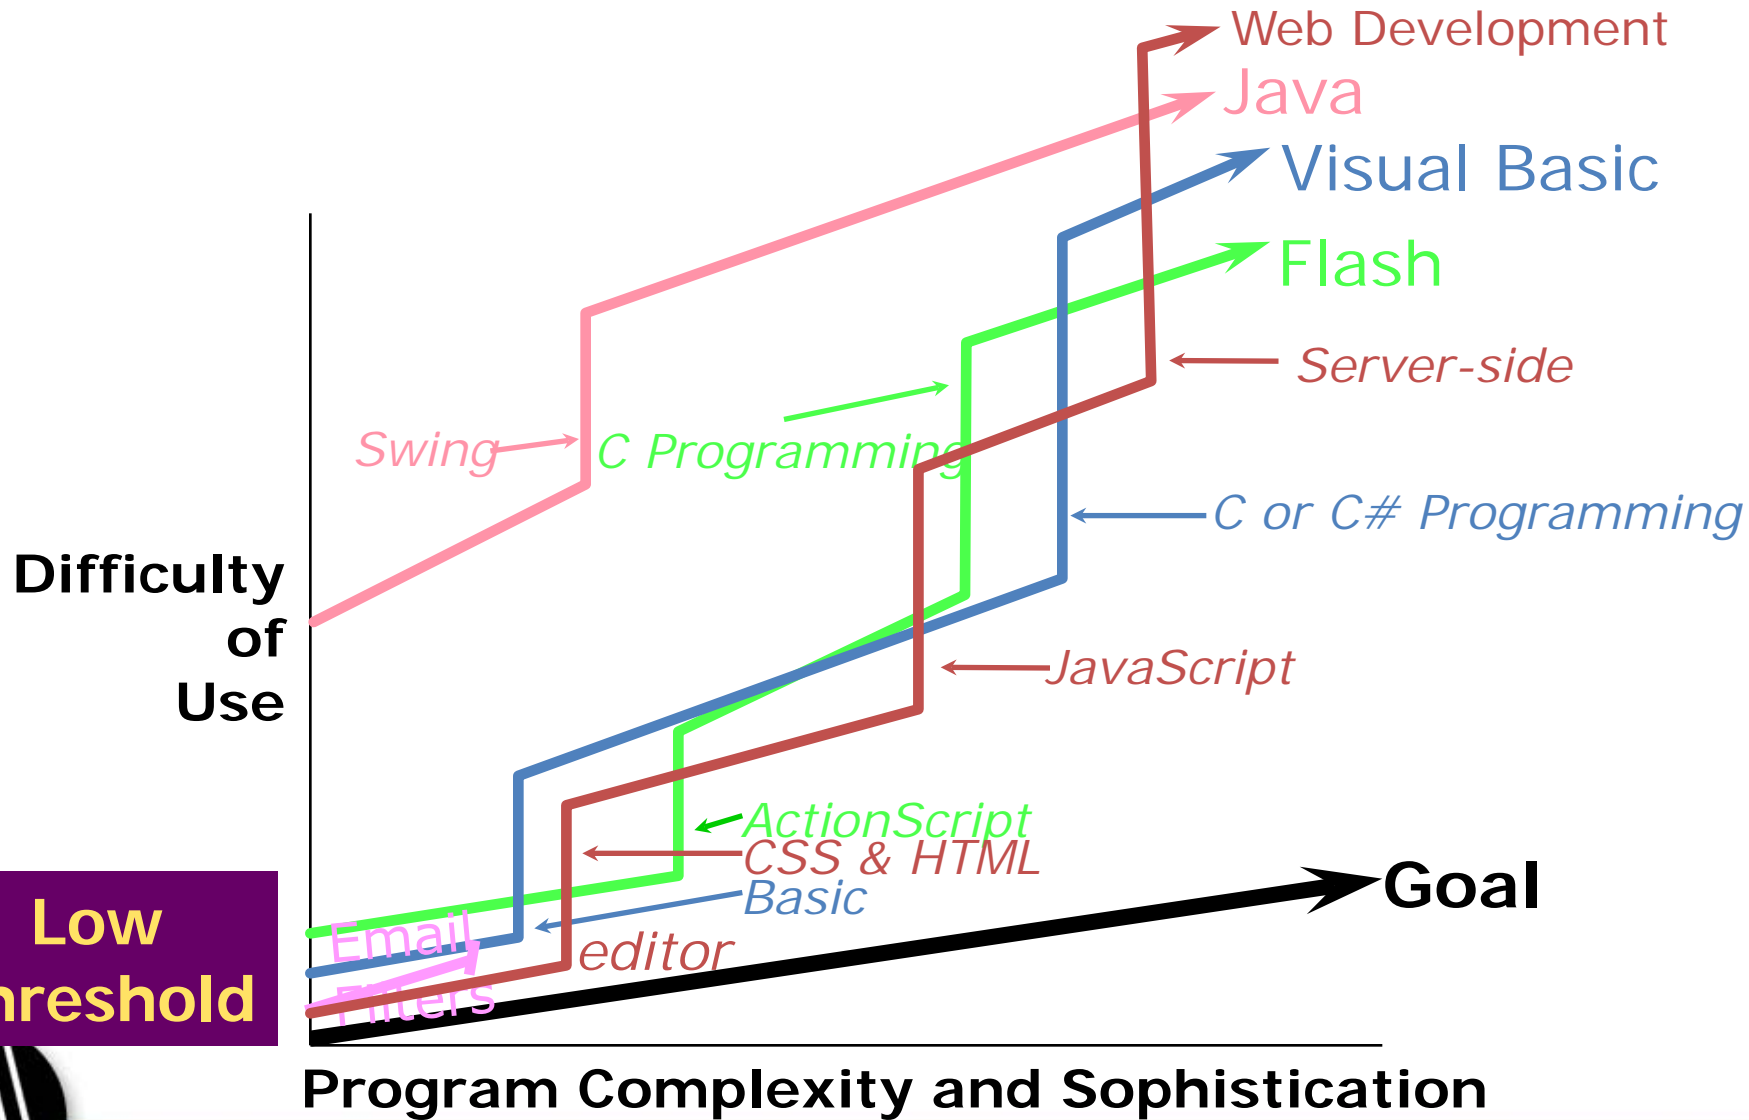 Web Development
Java
Visual Basic
Flash
Server-side
Swing
C Programming
C or C# Programming
Difficulty
of
Use
JavaScript
ActionScript
CSS & HTML
Basic
Goal
Low
hreshold
Email
editor
Filters
Program Complexity and Sophistication